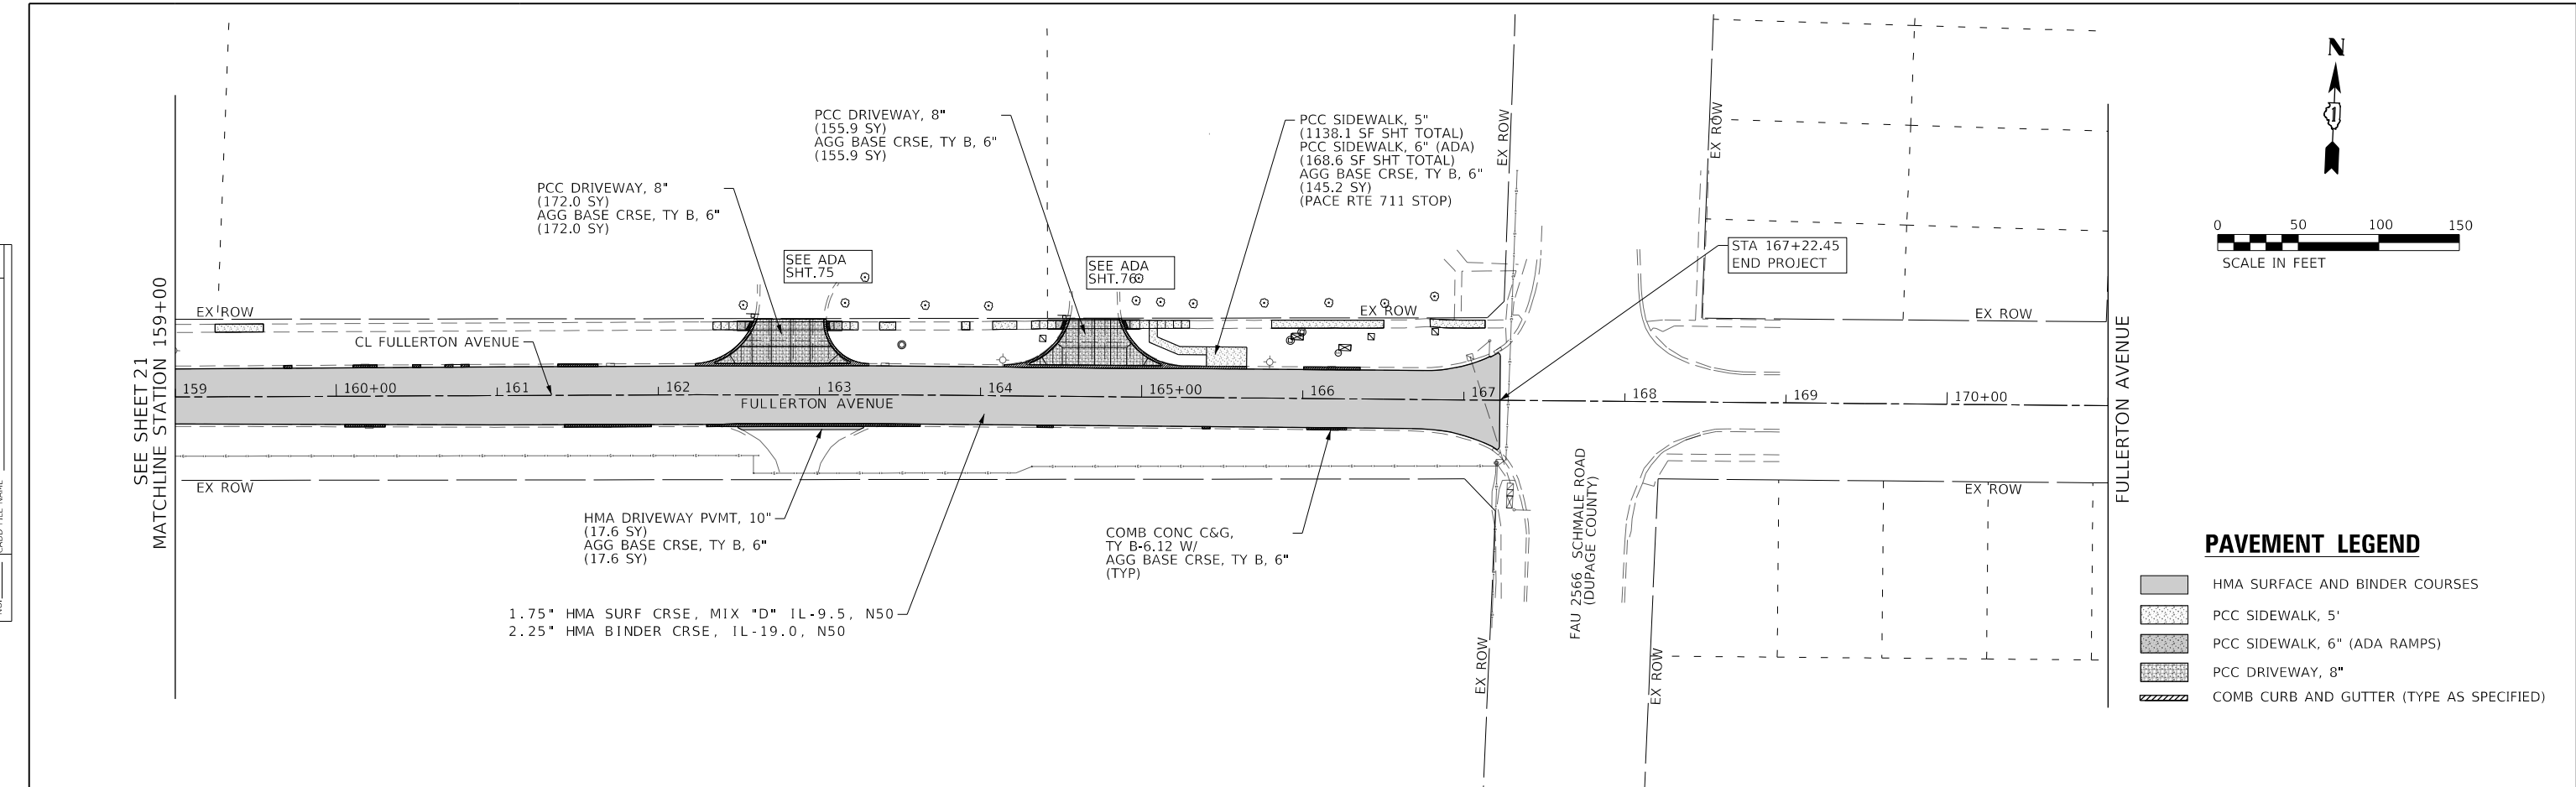 PCC DRIVEWAY, 8"
(155.9 SY)
AGG BASE CRSE, TY B, 6"
(155.9 SY)
PCC SIDEWALK, 5"
(1138.1 SF SHT TOTAL)
PCC SIDEWALK, 6" (ADA)
(168.6 SF SHT TOTAL)
AGG BASE CRSE, TY B, 6"
(145.2 SY)
(PACE RTE 711 STOP)
EX ROW
EX ROW
N
0 50 100 150
SCALE IN FEET
PCC DRIVEWAY, 8"
(172.0 SY)
AGG BASE CRSE, TY B, 6"
(172.0 SY)
SEE ADA
SHT.75
SEE ADA
SHT.76
STA 167+22.45
END PROJECT
SEE SHEET 21
MATCHLINE STATION 159+00
EX ROW
EX ROW
EX ROW
CL FULLERTON AVENUE
159 160+00 161 162 163 164 165+00 166 167 168 169 170+00
FULLERTON AVENUE
FULLERTON AVENUE
EX ROW
EX ROW
HMA DRIVEWAY PVMT, 10"
(17.6 SY)
AGG BASE CRSE, TY B, 6"
(17.6 SY)
COMB CONC C&G,
TY B-6.12 W/
AGG BASE CRSE, TY B, 6"
(TYP)
1.75" HMA SURF CRSE, MIX "D" IL-9.5, N50
2.25" HMA BINDER CRSE, IL-19.0, N50
FAU 2566 SCHMALE ROAD
(DUPAGE COUNTY)
EX ROW
EX ROW
PAVEMENT LEGEND
HMA SURFACE AND BINDER COURSES
PCC SIDEWALK, 5'
PCC SIDEWALK, 6" (ADA RAMPS)
PCC DRIVEWAY, 8"
COMB CURB AND GUTTER (TYPE AS SPECIFIED)